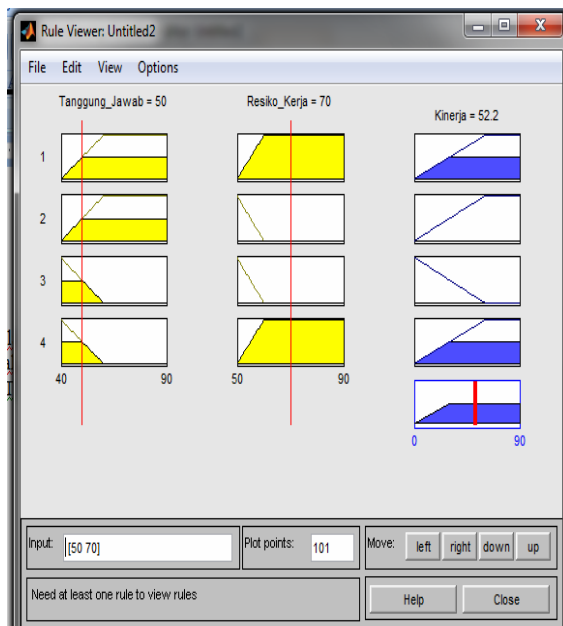 Rule Viewer: Untitled2
File Edit View Options
Tanggung_Jawab = 50 Resiko_Kerja = 70 Kinerja = 52.2
1
2
3
4
40 90 50 90
0 90
Input: [50 70] Plot points: 101 Move: left right down up
Need at least one rule to view rules Help Close